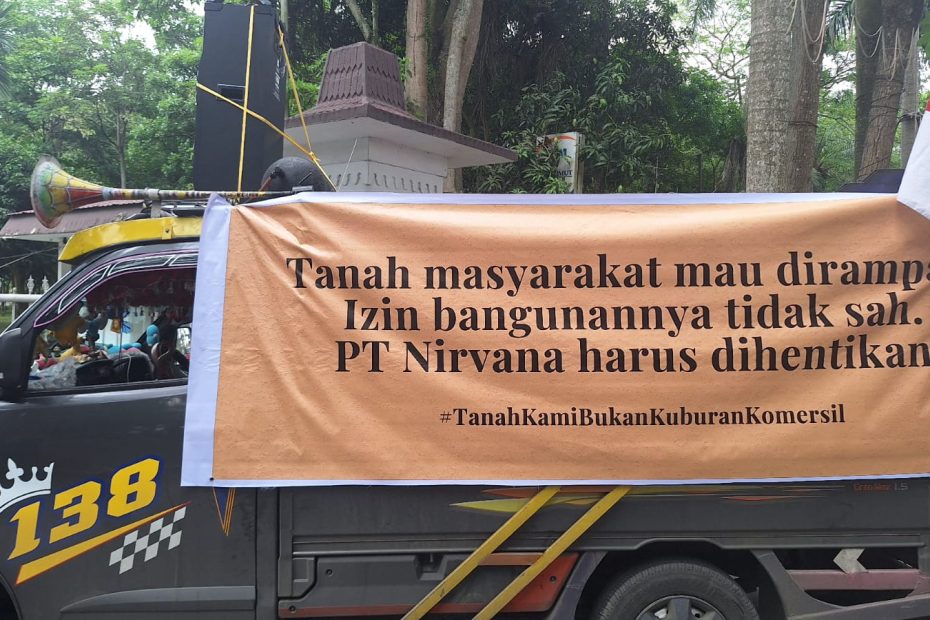 Tanah masyarakat mau dirampa
Izin bangunannya tidak sah.
PT Nirvana harus dihentikan
#TanahKamiBukanKuburanKomersil
138